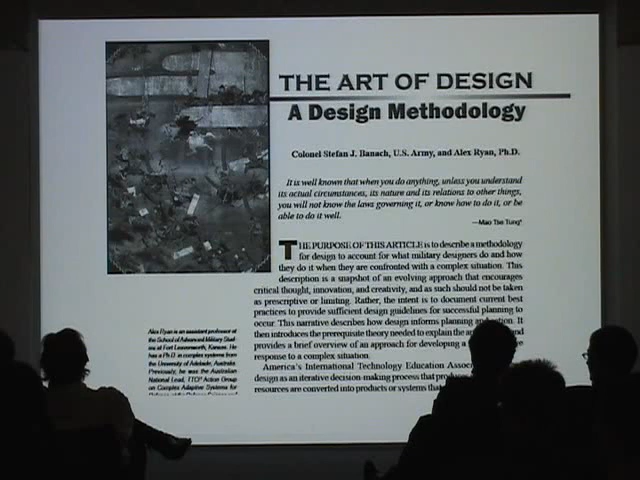 THE ART OF DESIGN
A Design Methodology
Colonel Stefan J. Banach, U.S. Army, and Alex Ryan, Ph.D.
It is well known that when you do anything, unless you understand
its actual circumstances, its nature and its relations to other things,
you will not know the laws governing it, or know how to do it, or be
able to do it well.
—Mao Tse Tung
THE PURPOSE OF THIS ARTICLE is to describe a methodology
for design to account for what military designers do and how
they do it when they are confronted with a complex situation. This
description is a snapshot of an evolving approach that encourages
critical thought, innovation, and creativity, and as such should not be taken
as prescriptive or limiting. Rather, the intent is to document current best
practices to provide sufficient design guidelines for successful planning to
occur. This narrative describes how design informs planning and action. It
then introduces the prerequisite theory needed to explain the and
provides a brief overview of an approach for developing a
response to a complex situation.
America's International Technology Education
design as an iterative decision-making process that
resources are converted into products or systems
Alex Ryan is an assistant professor at
the School of Advanced Military Stud-
ies at Fort Leavenworth, Kansas. He
has a Ph.D. in complex systems from
the University of Adelaide, Australia.
Previously, he was the Australian
National Lead, TTCP Action Group
on Complex Adaptive Systems for